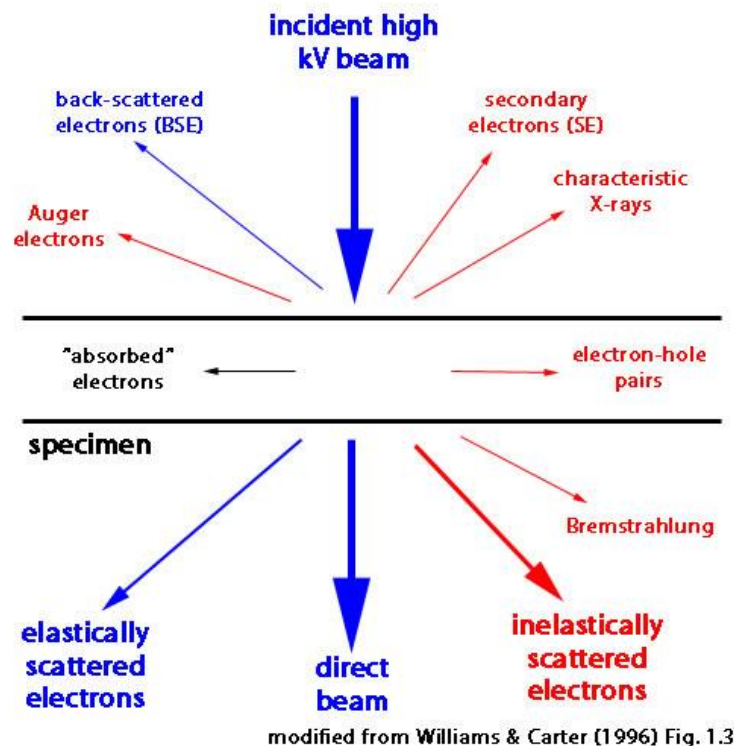 incident high
kV beam
back-scattered
electrons (BSE)
secondary
electrons (SE)
characteristic
X-rays
Auger
electrons
"absorbed"
electrons
electron-hole
pairs
specimen
Bremstrahlung
elastically
scattered
electrons
direct
beam
inelastically
scattered
electrons
modified from Williams & Carter (1996) Fig. 1.3